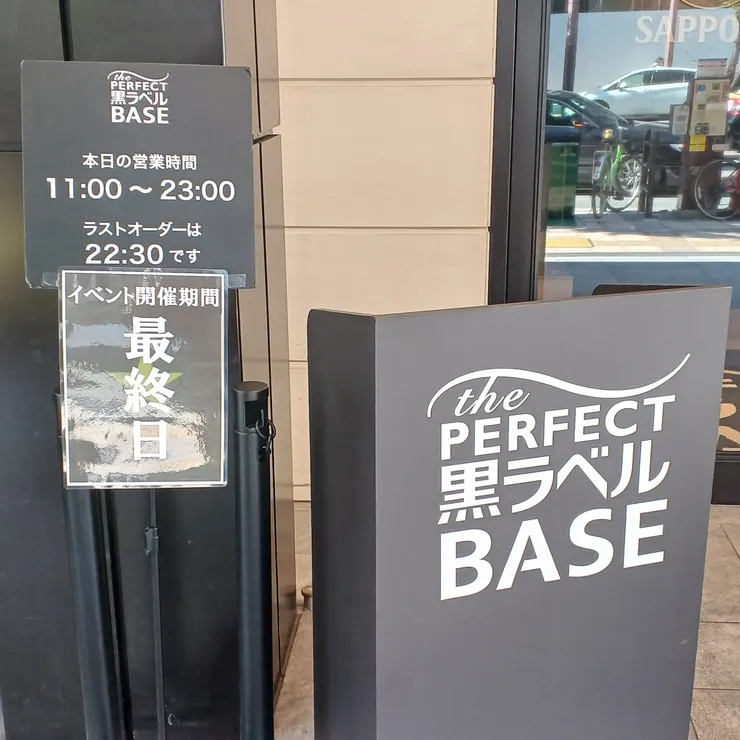 the
PERFECT
黒ラベル
BASE
本日の営業時間
11:00 ～ 23:00
ラストオーダーは
22:30 です
イベント開催期間
最終日
SAPPO
the
PERFECT
黒ラベル
BASE